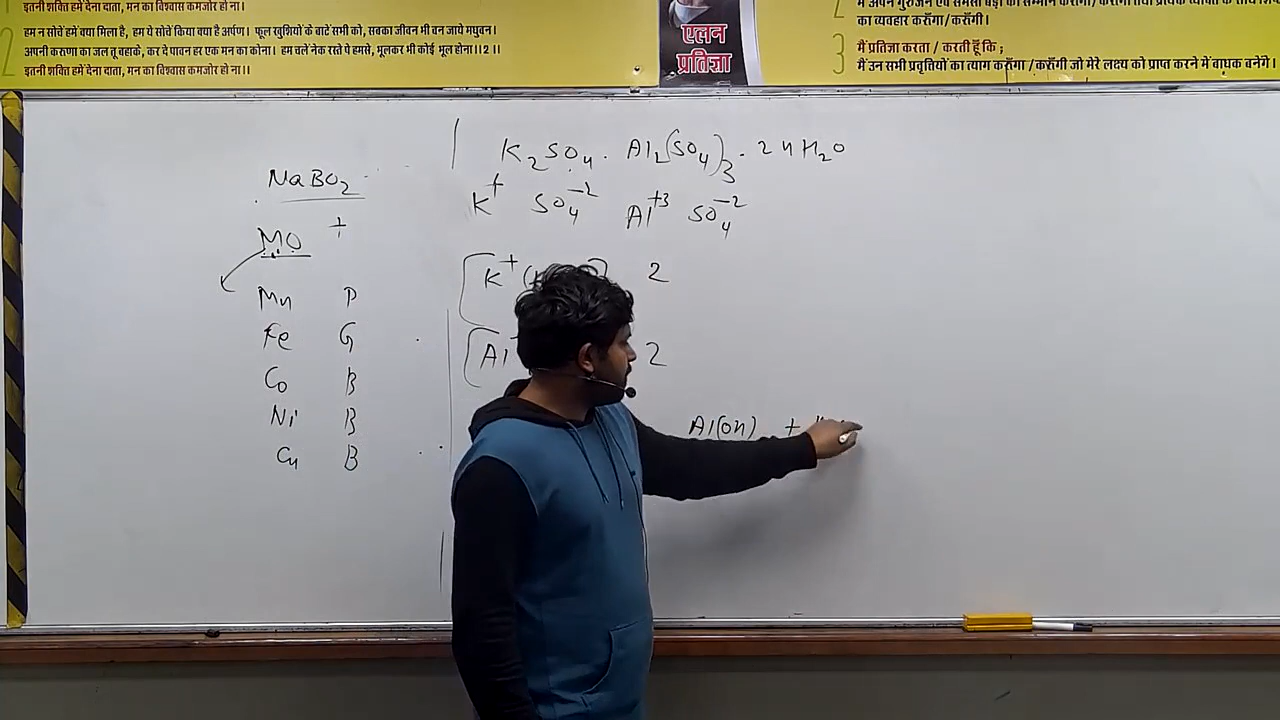 इतनी शक्ति हमें देना दाता, मन का विश्वास कमजोर हो ना।
2
हम न सोचें हमें क्या मिला है, हम ये सोचें किया क्या है अर्पण। फूल खुशियों के बाटें सभी को, सबका जीवन भी बन जाये मधुवन।
अपनी करुणा का जल तू बहाके, कर दे पावन हर एक मन का कोना। हम चलें नेक रस्ते पे हमसे, भूलकर भी कोई भूल होना।।2।।
इतनी शक्ति हमें देना दाता, मन का विश्वास कमजोर हो ना।।
एलन
प्रतिज्ञा
2
मैं अपने गुरुजन एवं समस्त बड़ों का सम्मान करूँगा/करूँगी तथा प्रत्येक व्यक्ति के साथ
का व्यवहार करूँगा/करूँगी।
3
मैं प्रतिज्ञा करता / करती हूँ कि ;
मैं उन सभी प्रवृत्तियों का त्याग करूँगा /करूँगी जो मेरे लक्ष्य को प्राप्त करने में बाधक बनेंगे।
NaBO2
MO +
Mn P
Fe G
Co B
Ni B
Cu B
K2SO4. Al2(SO4)3. 24H2O
K+ SO4-2 Al+3 SO4-2
K+ 2
Al 2
Al(OH) +